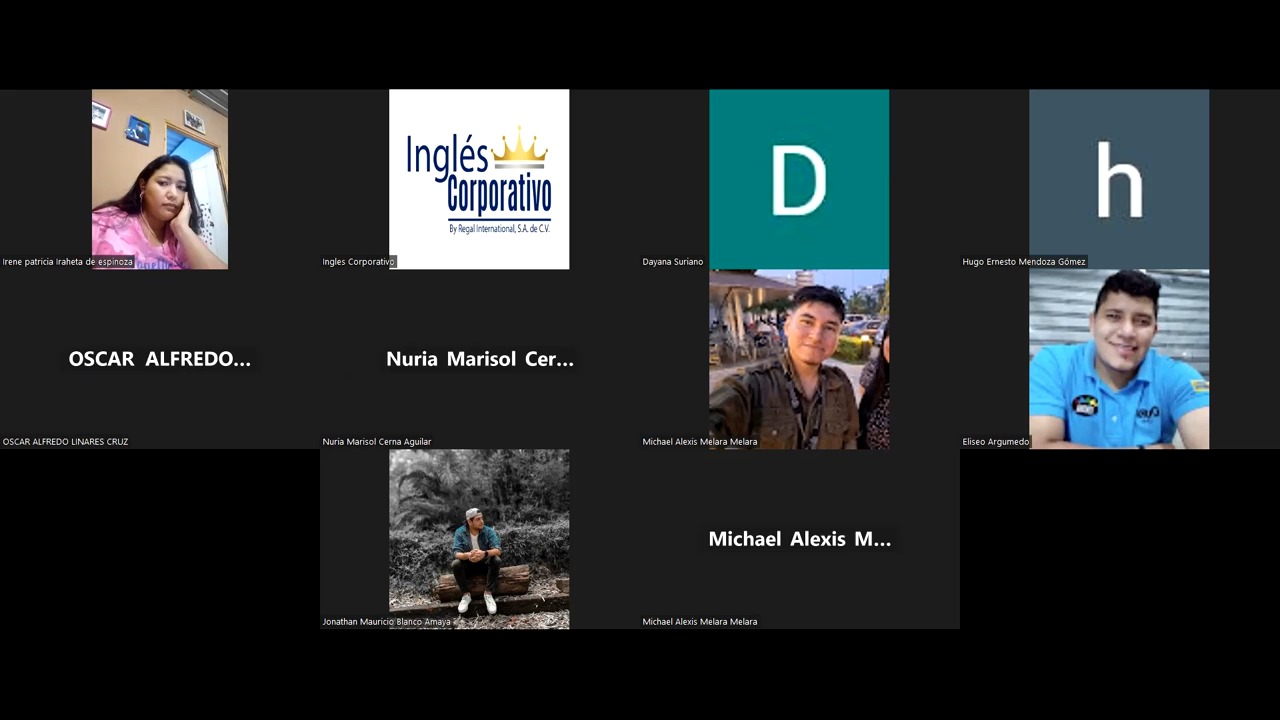 Irene patricia Iraheta de espinoza
Inglés
Corporativo
By Regal International, S.A. de C.V.
Ingles Corporativo
D
Dayana Suriano
h
Hugo Ernesto Mendoza Gómez
OSCAR ALFREDO...
OSCAR ALFREDO LINARES CRUZ
Nuria Marisol Cer...
Nuria Marisol Cerna Aguilar
Michael Alexis Melara Melara
Eliseo Argumedo
Jonathan Mauricio Blanco Amaya
Michael Alexis M...
Michael Alexis Melara Melara